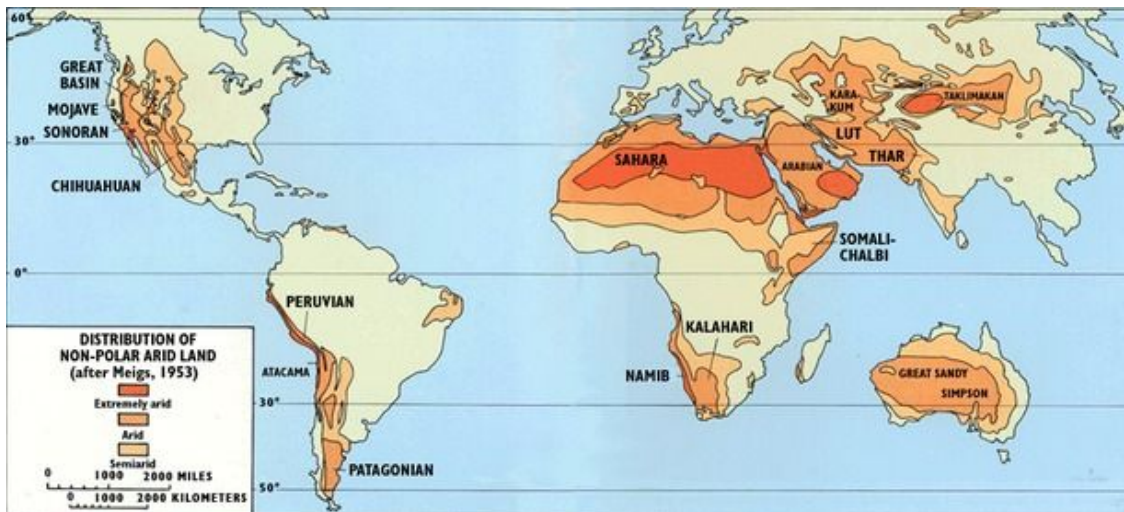 60°
GREAT
BASIN
MOJAVE
SONORAN
30°
CHIHUAHUAN
KARA
KUM
TAKLIMAKAN
LUT
THAR
SAHARA
ARABIAN
SOMALI-
CHALBI
0°
PERUVIAN
KALAHARI
ATACAMA
NAMIB
GREAT SANDY
SIMPSON
30°
PATAGONIAN
50°
DISTRIBUTION OF
NON-POLAR ARID LAND
(after Meigs, 1953)
Extremely arid
Arid
Semiarid
0 1000 2000 MILES
0 1000 2000 KILOMETERS